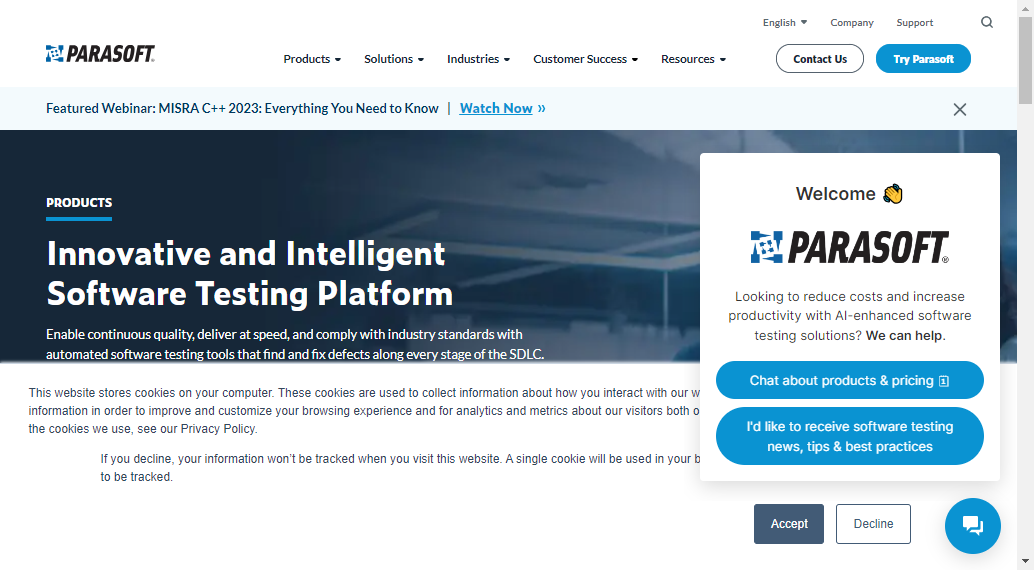 English
Company
Support
PARASOFT
Products
Solutions
Industries
Customer Success
Resources
Contact Us
Try Parasoft
Featured Webinar: MISRA C++ 2023: Everything You Need to Know | Watch Now »
PRODUCTS
Innovative and Intelligent
Software Testing Platform
Enable continuous quality, deliver at speed, and comply with industry standards with
automated software testing tools that find and fix defects along every stage of the SDLC.
Welcome 👋
PARASOFT
Looking to reduce costs and increase
productivity with AI-enhanced software
testing solutions? We can help.
Chat about products & pricing
I'd like to receive software testing
news, tips & best practices
This website stores cookies on your computer. These cookies are used to collect information about how you interact with our
information in order to improve and customize your browsing experience and for analytics and metrics about our visitors both
the cookies we use, see our Privacy Policy.
If you decline, your information won't be tracked when you visit this website. A single cookie will be used in your
to be tracked.
Accept
Decline